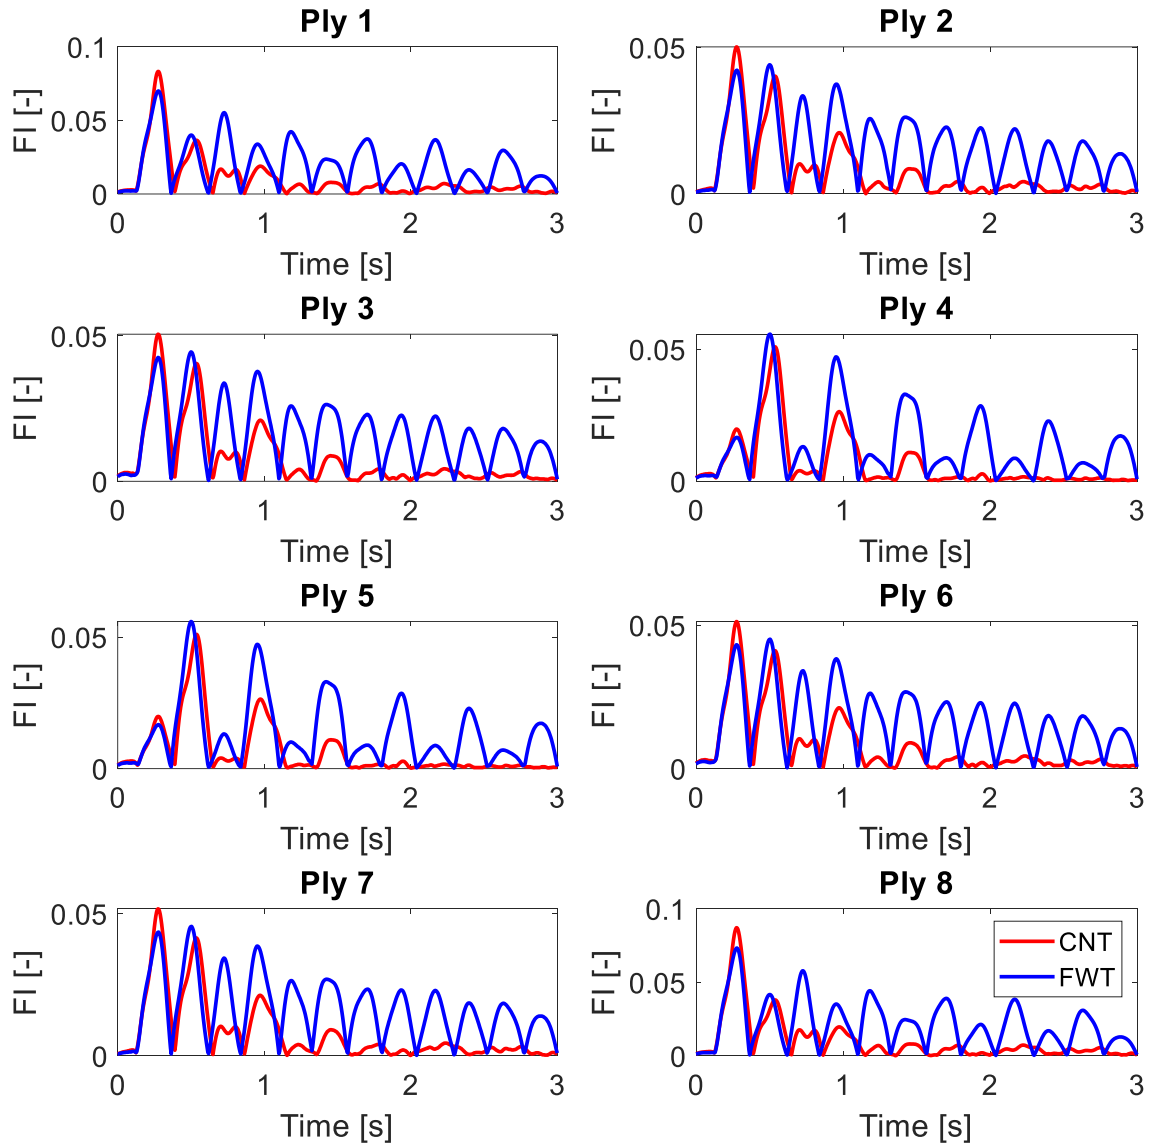 Ply 1
0.1
0.05
0
FI [-]
0 1 2 3
Time [s]
Ply 2
0.05
0
FI [-]
0 1 2 3
Time [s]
Ply 3
0.05
0
FI [-]
0 1 2 3
Time [s]
Ply 4
0.05
0
FI [-]
0 1 2 3
Time [s]
Ply 5
0.05
0
FI [-]
0 1 2 3
Time [s]
Ply 6
0.05
0
FI [-]
0 1 2 3
Time [s]
Ply 7
0.05
0
FI [-]
0 1 2 3
Time [s]
Ply 8
0.1
0.05
0
FI [-]
CNT
FWT
0 1 2 3
Time [s]